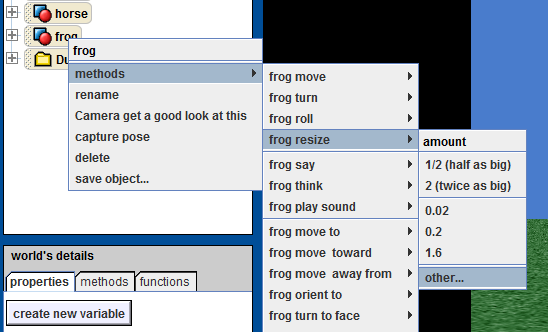 horse
frog
Du
frog
methods
rename
Camera get a good look at this
capture pose
delete
save object...
frog move
frog turn
frog roll
frog resize
frog say
frog think
frog play sound
frog move to
frog move toward
frog move away from
frog orient to
frog turn to face
amount
1/2 (half as big)
2 (twice as big)
0.02
0.2
1.6
other...
world's details
properties methods functions
create new variable